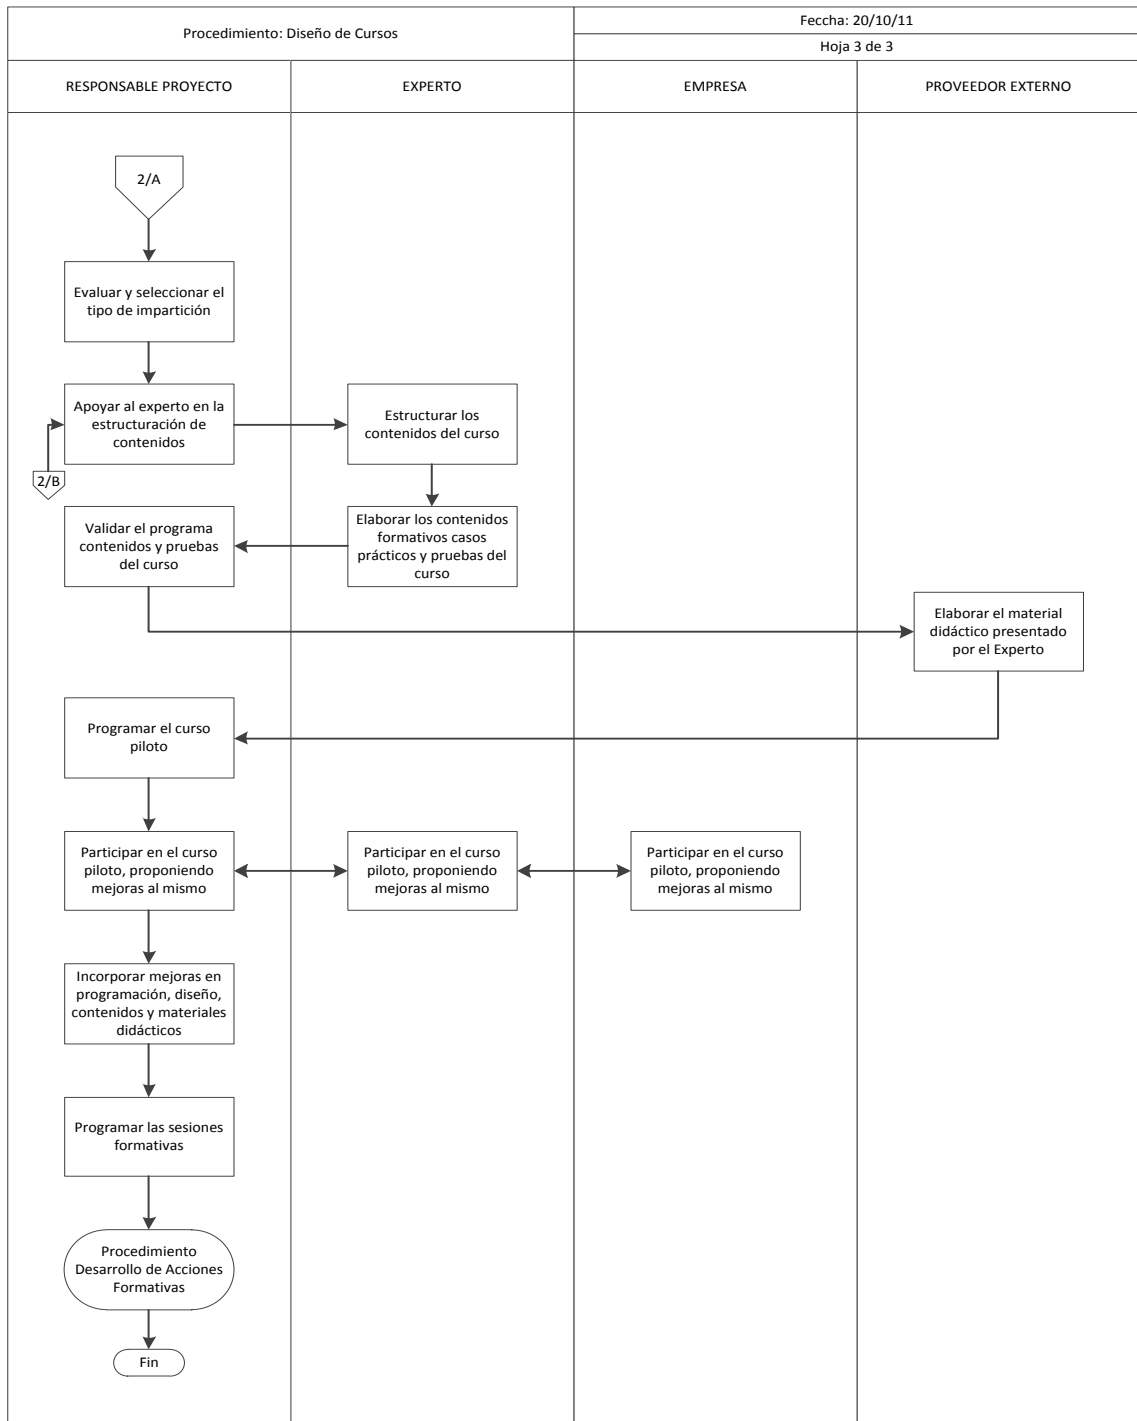 Procedimiento: Diseño de Cursos
Feccha: 20/10/11
Hoja 3 de 3
RESPONSABLE PROYECTO
EXPERTO
EMPRESA
PROVEEDOR EXTERNO
2/A
Evaluar y seleccionar el
tipo de impartición
Apoyar al experto en la
estructuración de
contenidos
Estructurar los
contenidos del curso
2/B
Validar el programa
contenidos y pruebas
del curso
Elaborar los contenidos
formativos casos
prácticos y pruebas del
curso
Elaborar el material
didáctico presentado
por el Experto
Programar el curso
piloto
Participar en el curso
piloto, proponiendo
mejoras al mismo
Participar en el curso
piloto, proponiendo
mejoras al mismo
Participar en el curso
piloto, proponiendo
mejoras al mismo
Incorporar mejoras en
programación, diseño,
contenidos y materiales
didácticos
Programar las sesiones
formativas
Procedimiento
Desarrollo de Acciones
Formativas
Fin